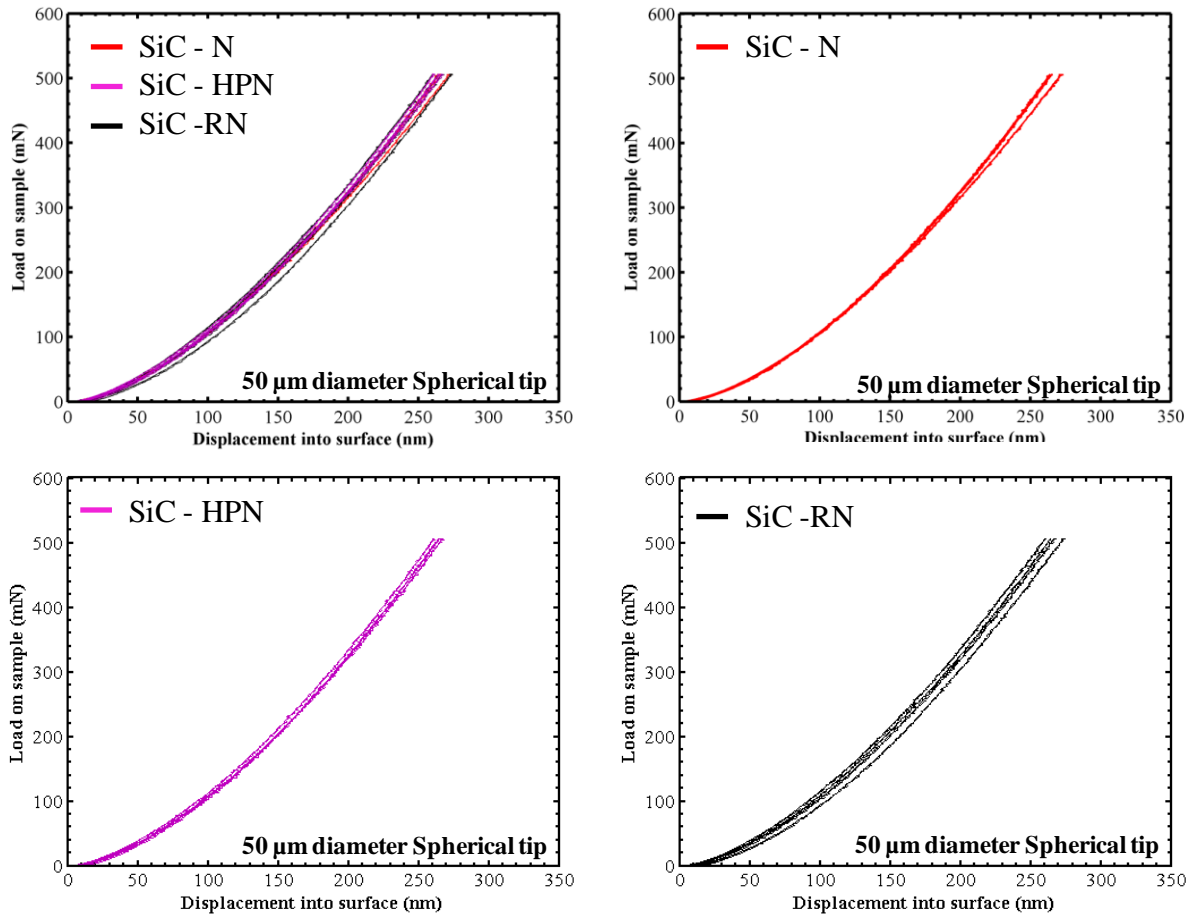 600
500
400
300
200
100
0
Load on sample (mN)
SiC - N
SiC - HPN
SiC -RN
50 µm diameter Spherical tip
0 50 100 150 200 250 300 350
Displacement into surface (nm)
600
500
400
300
200
100
0
Load on sample (mN)
SiC - N
50 µm diameter Spherical tip
0 50 100 150 200 250 300 350
Displacement into surface (nm)
600
500
400
300
200
100
0
Load on sample (mN)
SiC - HPN
50 µm diameter Spherical tip
0 50 100 150 200 250 300 350
Displacement into surface (nm)
600
500
400
300
200
100
0
Load on sample (mN)
SiC -RN
50 µm diameter Spherical tip
0 50 100 150 200 250 300 350
Displacement into surface (nm)